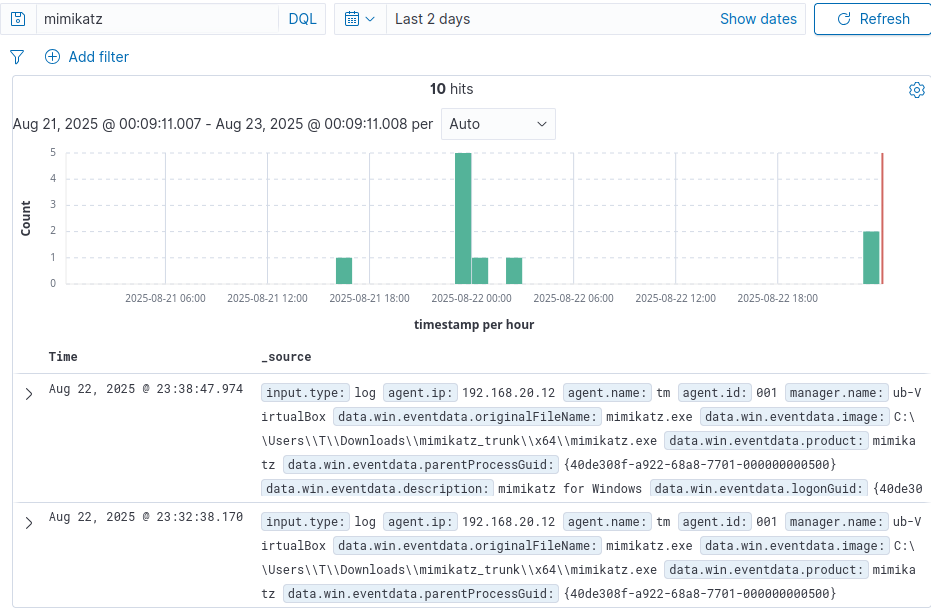 mimikatz DQL Last 2 days Show dates Refresh
Add filter
10 hits
Aug 21, 2025 @ 00:09:11.007 - Aug 23, 2025 @ 00:09:11.008 per Auto
5
4
3
2
1
0
Count
2025-08-21 06:00 2025-08-21 12:00 2025-08-21 18:00 2025-08-22 00:00 2025-08-22 06:00 2025-08-22 12:00 2025-08-22 18:00
timestamp per hour
Time _source
Aug 22, 2025 @ 23:38:47.974 input.type: log agent.ip: 192.168.20.12 agent.name: tm agent.id: 001 manager.name: ub-V
irtualBox data.win.eventdata.originalFileName: mimikatz.exe data.win.eventdata.image: C:\
\Users\\T\\Downloads\\mimikatz_trunk\\x64\\mimikatz.exe data.win.eventdata.product: mimika
tz data.win.eventdata.parentProcessGuid: {40de308f-a922-68a8-7701-000000000500}
data.win.eventdata.description: mimikatz for Windows data.win.eventdata.logonGuid: {40de30
Aug 22, 2025 @ 23:32:38.170 input.type: log agent.ip: 192.168.20.12 agent.name: tm agent.id: 001 manager.name: ub-V
irtualBox data.win.eventdata.originalFileName: mimikatz.exe data.win.eventdata.image: C:\
\Users\\T\\Downloads\\mimikatz_trunk\\x64\\mimikatz.exe data.win.eventdata.product: mimika
tz data.win.eventdata.parentProcessGuid: {40de308f-a922-68a8-7701-000000000500}